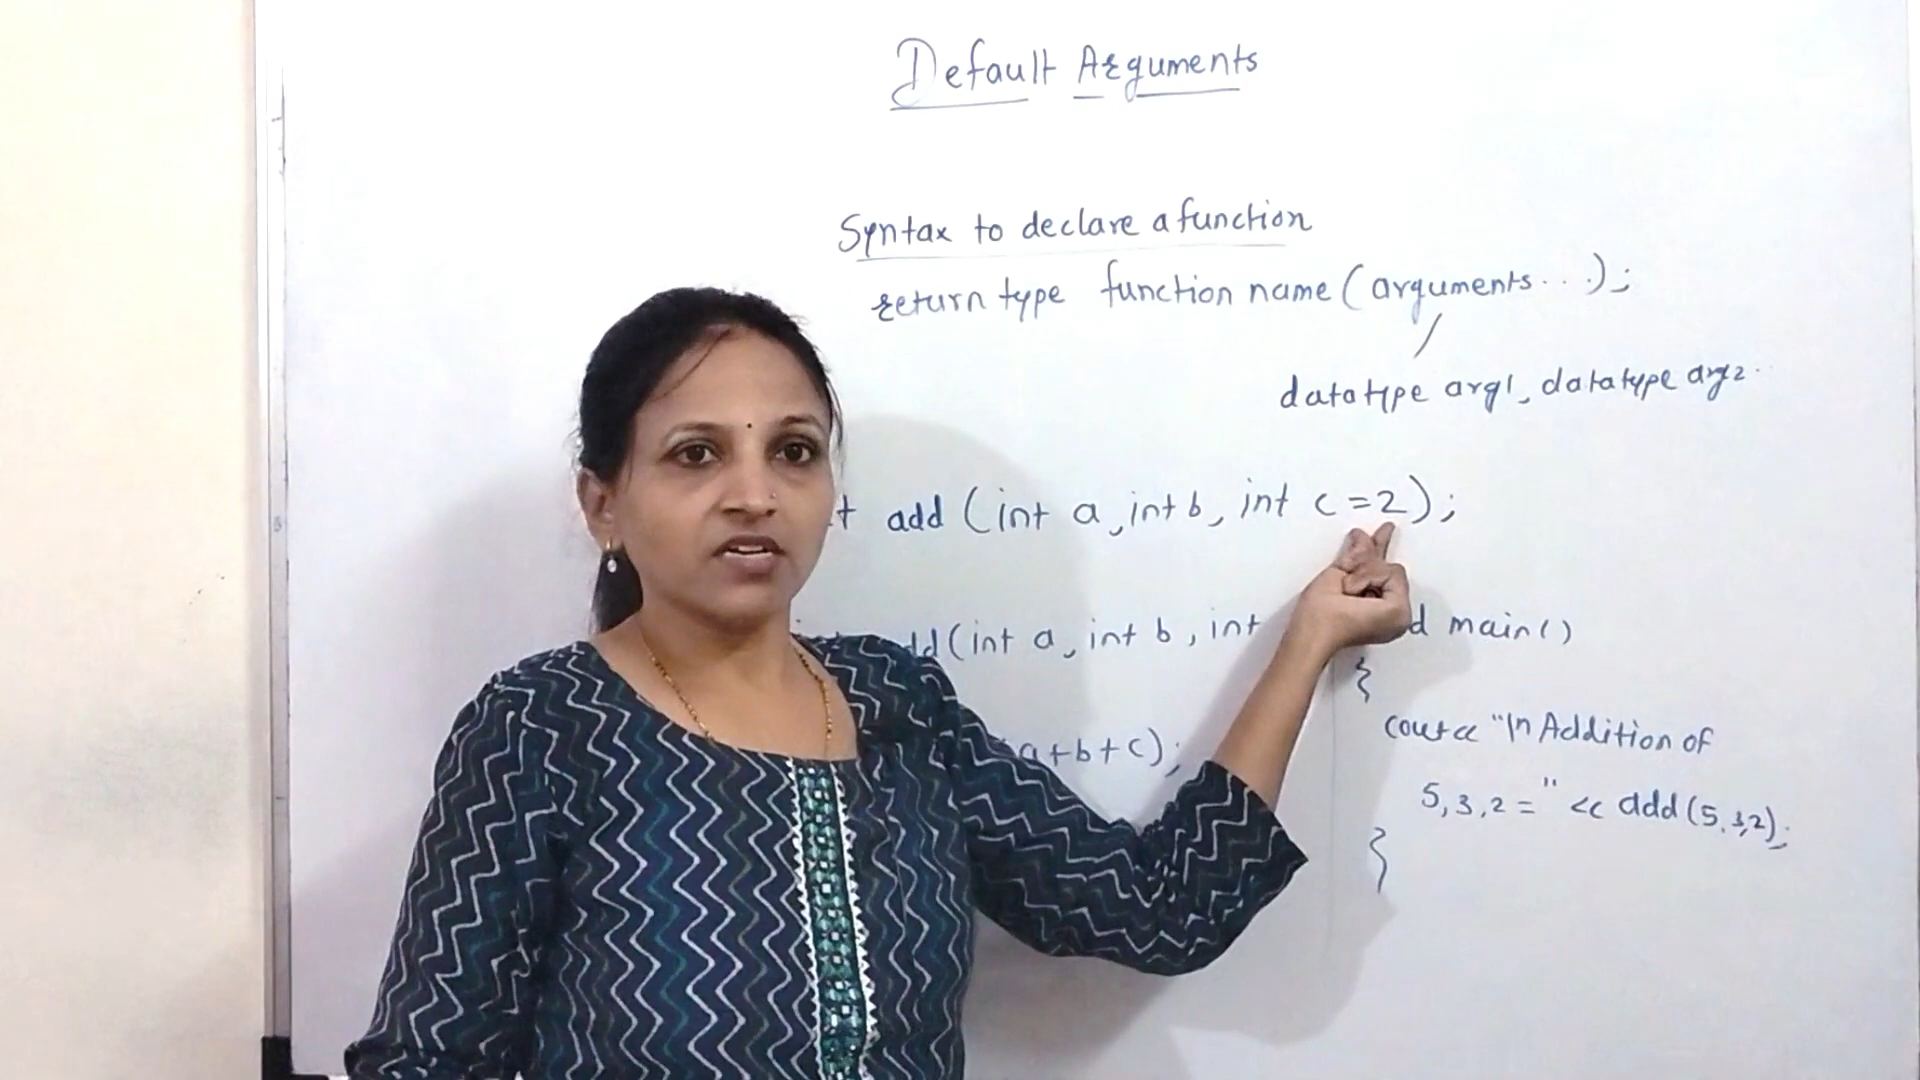 Default Arguments
Syntax to declare a function
return type function name (arguments...);
datatype arg1, datatype arg2.
add (int a, int b, int c = 2);
(int a, int b, int
main()
{
cout << "\n Addition of
a+b+c);
5, 3, 2 = " << add (5, 3, 2);
}